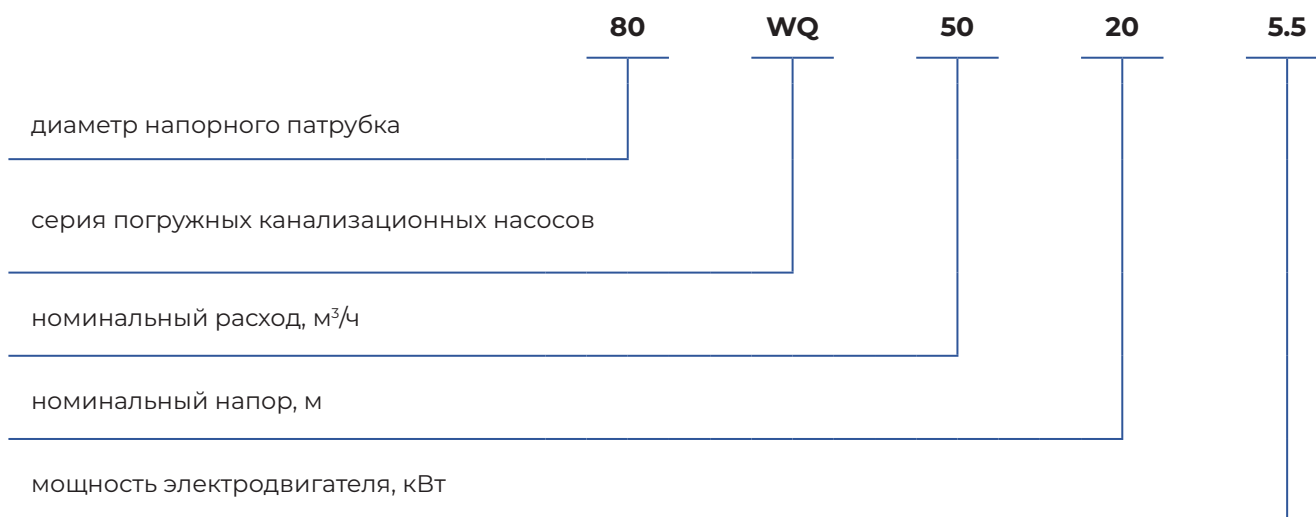 80 WQ 50 20 5.5
диаметр напорного патрубка
серия погружных канализационных насосов
номинальный расход, м³/ч
номинальный напор, м
мощность электродвигателя, кВт